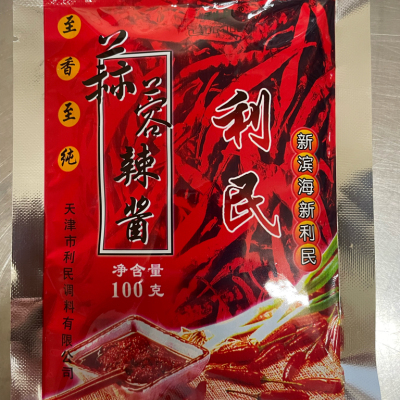 至香至纯
蒜蓉辣酱
利民
新滨海新利民
净含量
100克
天津市利民调料有限公司